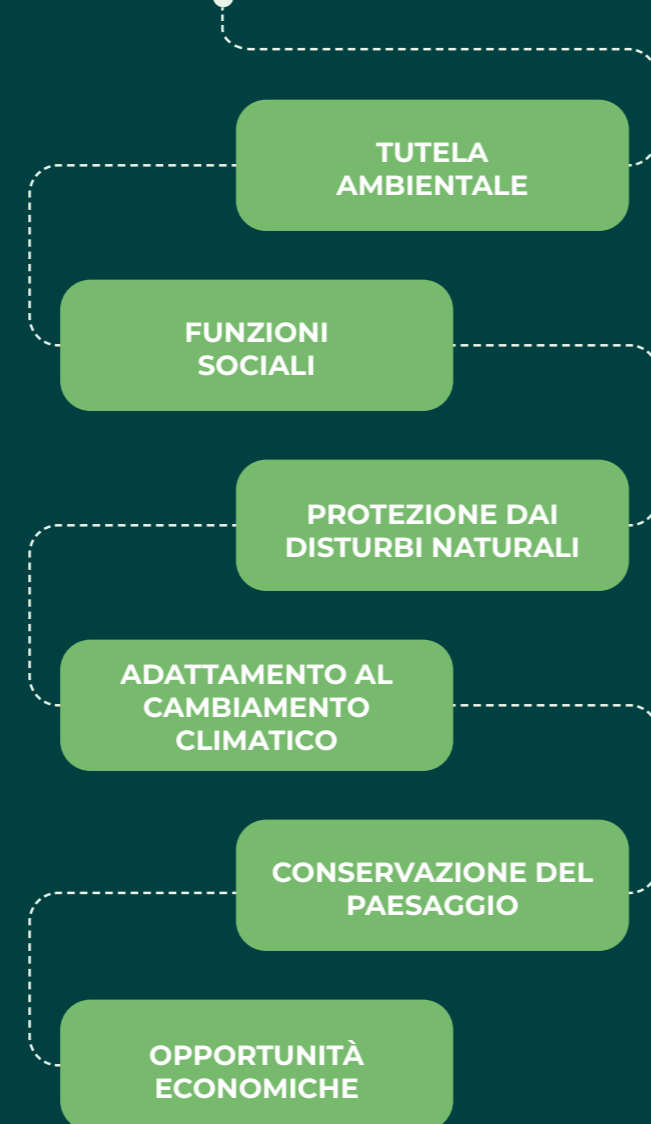 TUTELA
AMBIENTALE
FUNZIONI
SOCIALI
PROTEZIONE DAI
DISTURBI NATURALI
ADATTAMENTO AL
CAMBIAMENTO
CLIMATICO
CONSERVAZIONE DEL
PAESAGGIO
OPPORTUNITÀ
ECONOMICHE